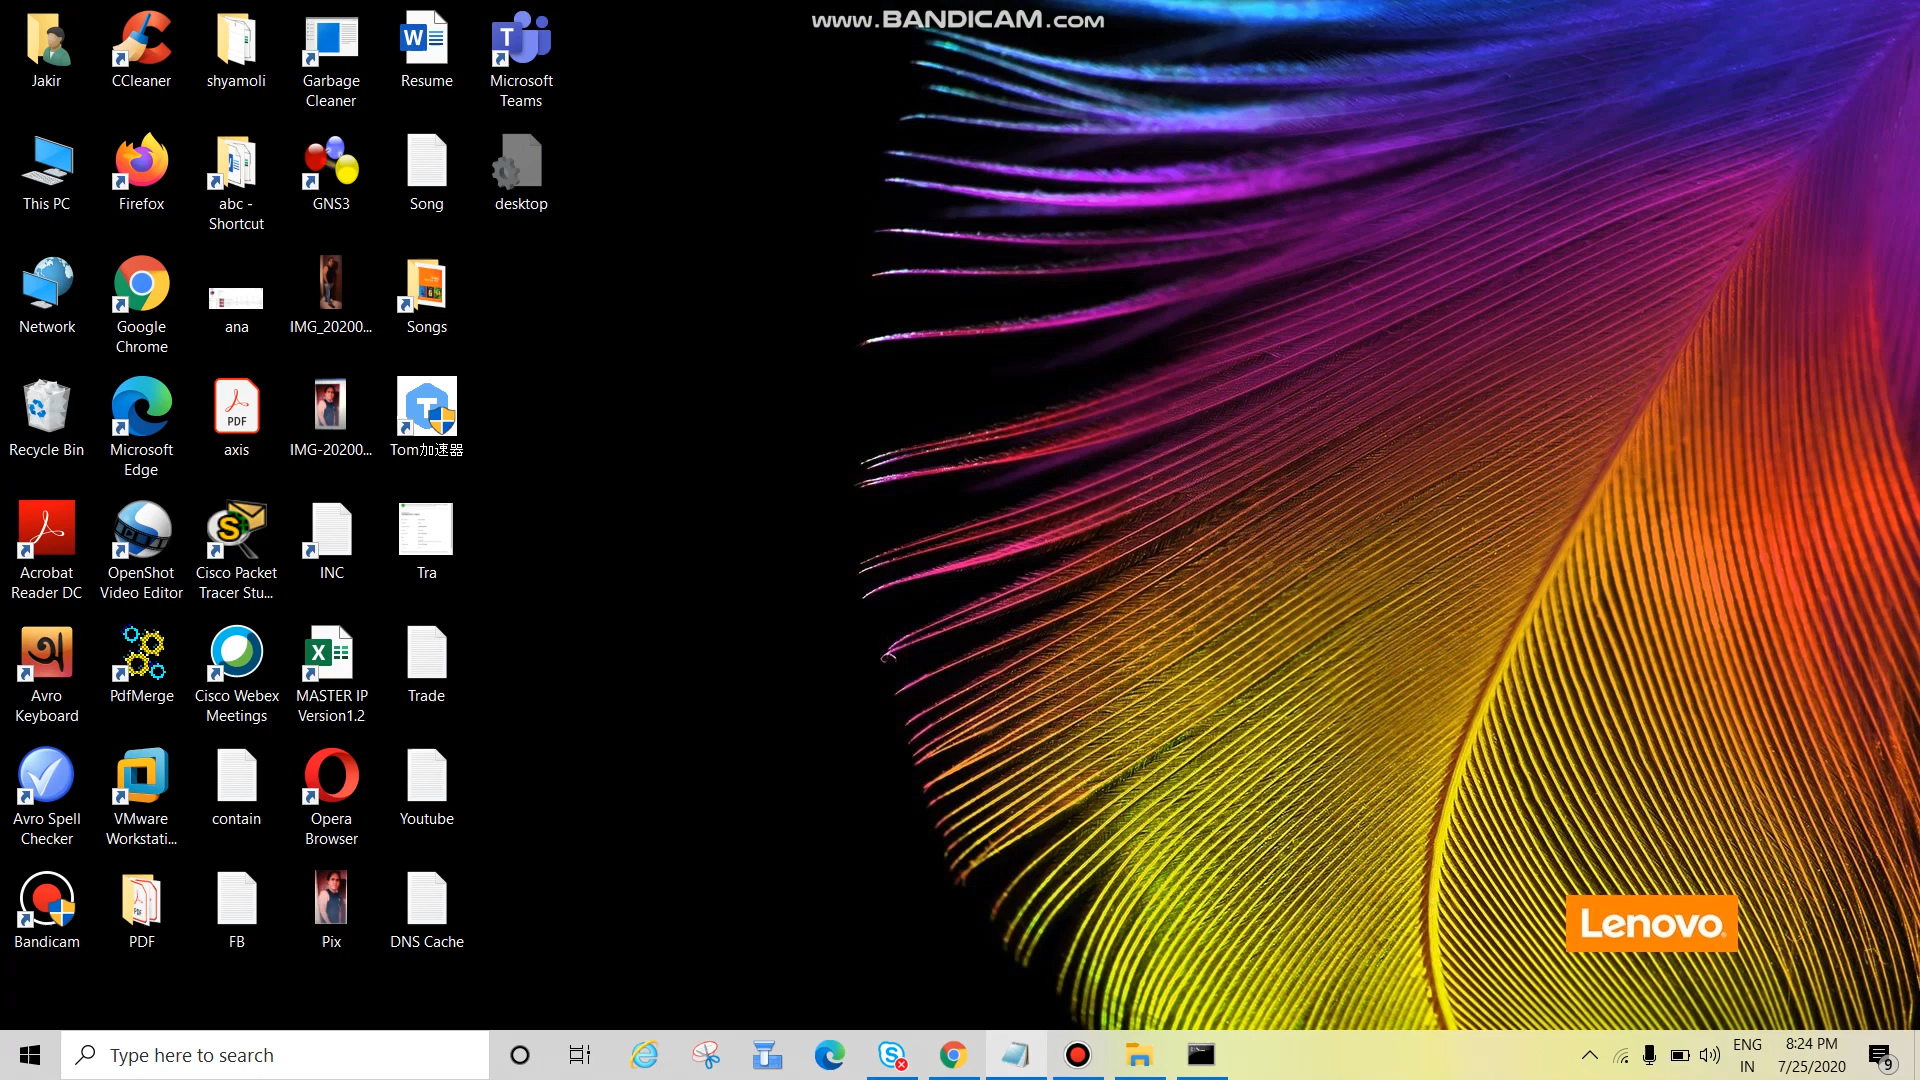 www.BANDICAM.com
Jakir
CCleaner
shyamoli
Garbage
Cleaner
Resume
Microsoft
Teams
This PC
Firefox
abc -
Shortcut
GNS3
Song
desktop
Network
Google
Chrome
ana
IMG_20200...
Songs
Recycle Bin
Microsoft
Edge
PDF
axis
IMG-20200...
Tom加速器
Acrobat
Reader DC
OpenShot
Video Editor
Cisco Packet
Tracer Stu...
INC
Tra
Avro
Keyboard
PdfMerge
Cisco Webex
Meetings
MASTER IP
Version1.2
Trade
Avro Spell
Checker
VMware
Workstati...
contain
Opera
Browser
Youtube
Bandicam
PDF
FB
Pix
DNS Cache
Lenovo
Type here to search
ENG
IN
8:24 PM
7/25/2020
9